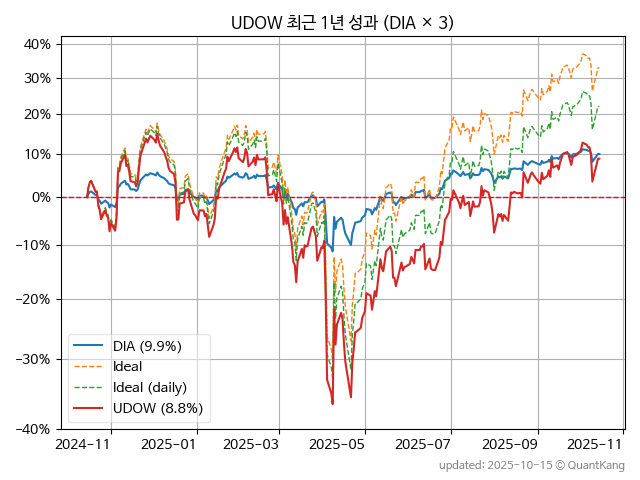 UDOW 최근 1년 성과 (DIA × 3)
40%
30%
20%
10%
0%
−10%
−20%
−30%
−40%
DIA (9.9%)
Ideal
Ideal (daily)
UDOW (8.8%)
2024-11
2025-01
2025-03
2025-05
2025-07
2025-09
2025-11
updated: 2025-10-15 © QuantKang